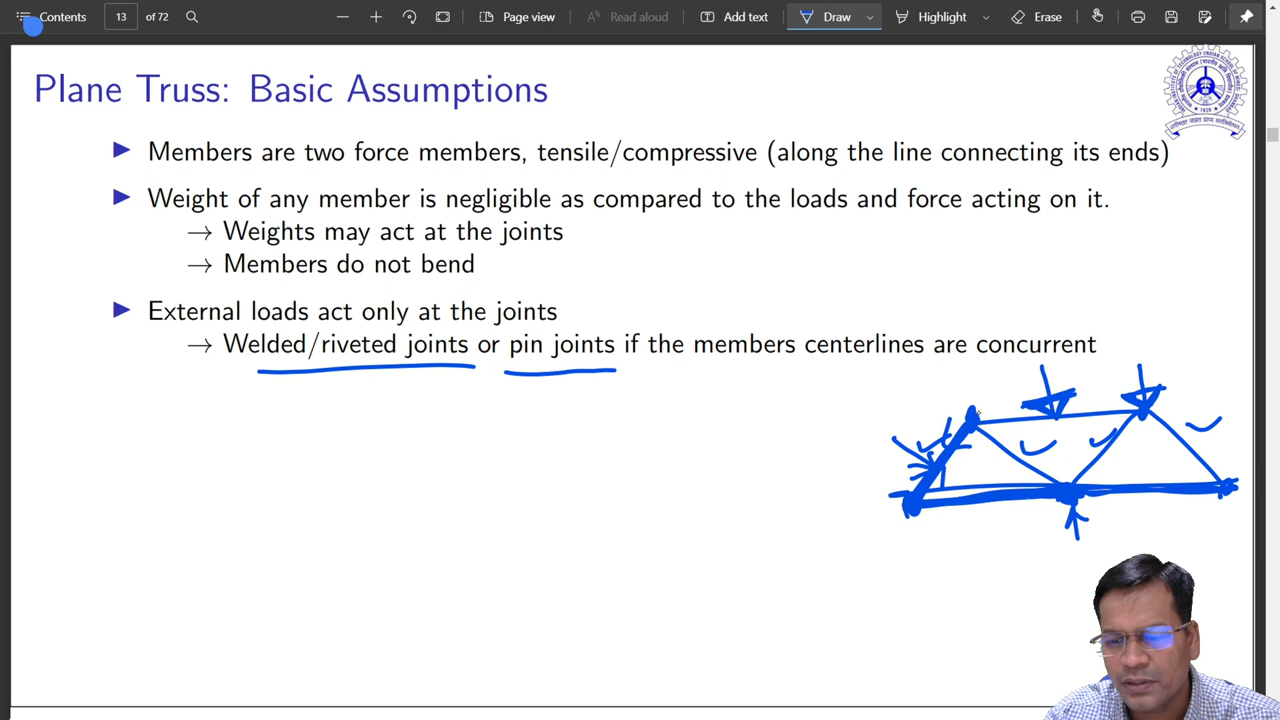 Contents 13 of 72 Page view Read aloud Add text Draw Highlight Erase
Plane Truss: Basic Assumptions
Members are two force members, tensile/compressive (along the line connecting its ends)
Weight of any member is negligible as compared to the loads and force acting on it.
→ Weights may act at the joints
→ Members do not bend
External loads act only at the joints
→ Welded/riveted joints or pin joints if the members centerlines are concurrent